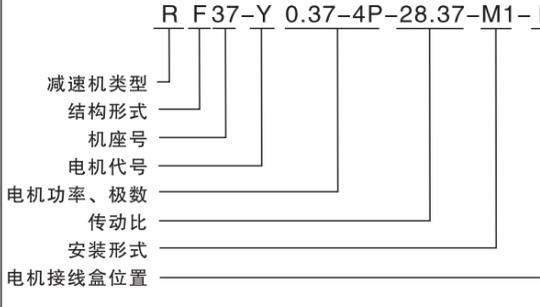 R F 37-Y 0.37-4P-28.37-M1-
减速机类型
结构形式
机座号
电机代号
电机功率、极数
传动比
安装形式
电机接线盒位置